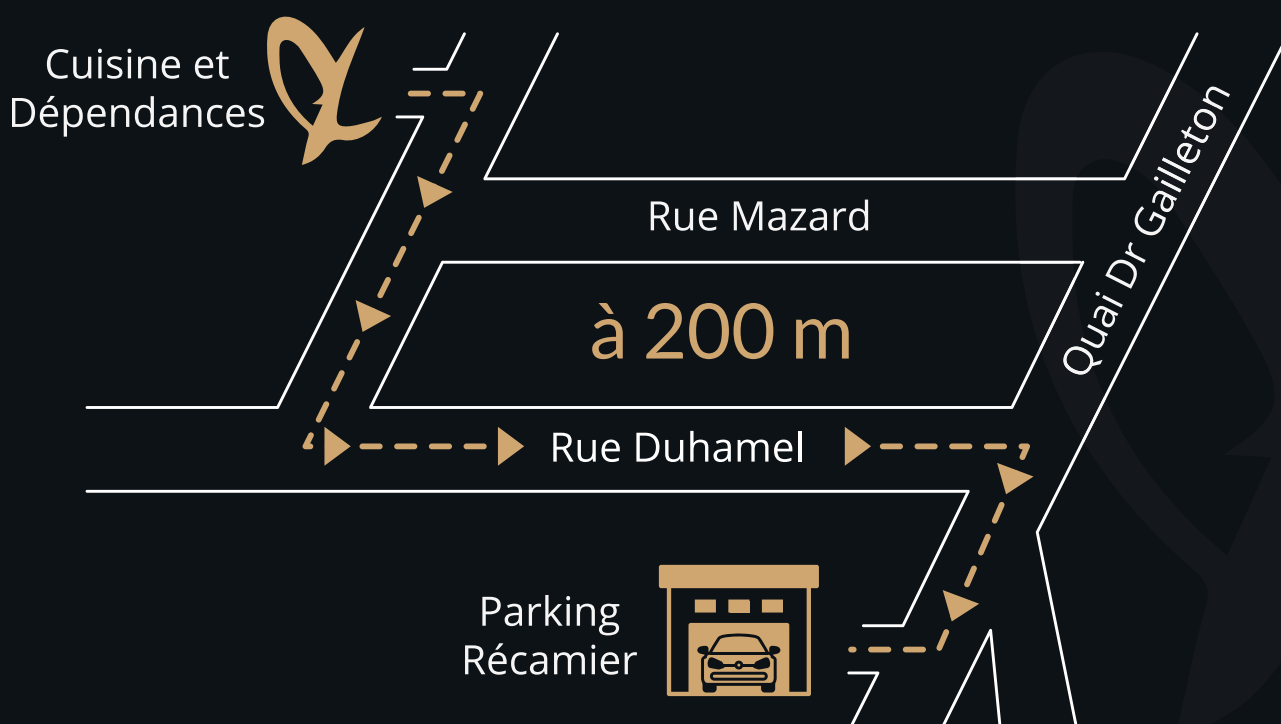 Cuisine et
Dépendances
Rue Mazard
Quai Dr Gailleton
à 200 m
Rue Duhamel
Parking
Récamier